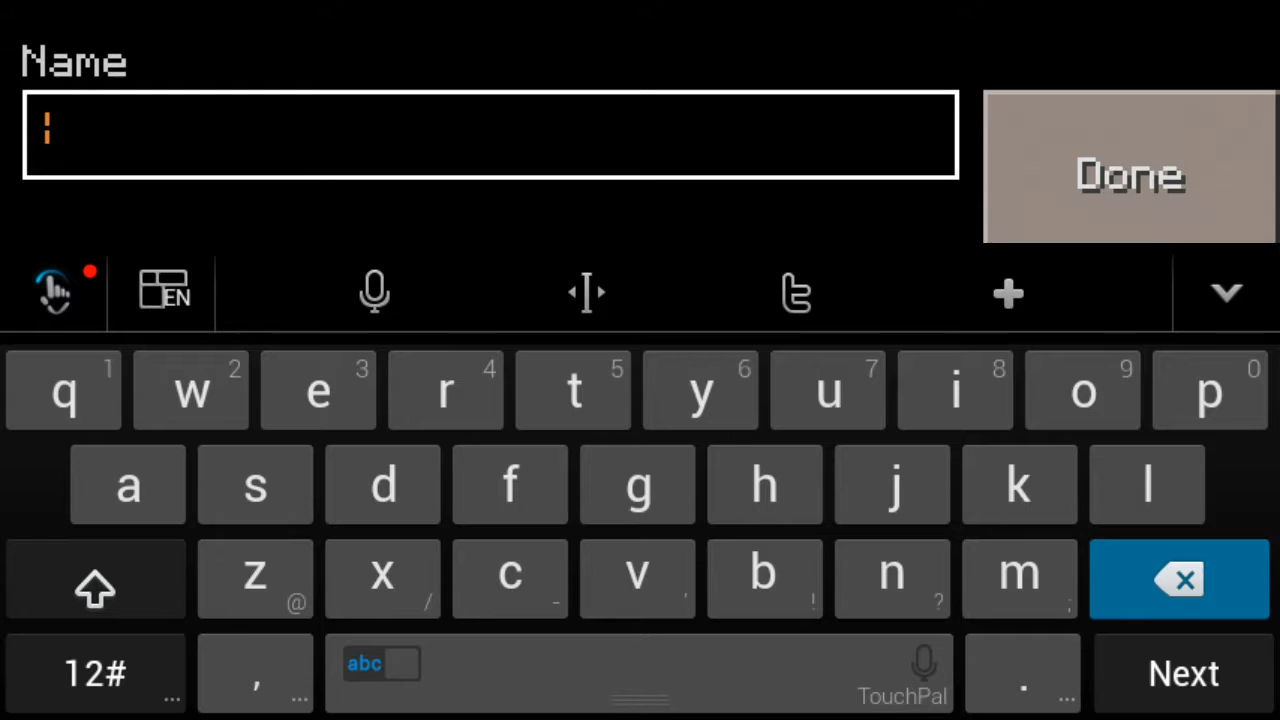 Name
Done
EN
q 1 w 2 e 3 r 4 t 5 y 6 u 7 i 8 o 9 p 0
a s d f g h j k l
z @ x / c - v ' b ! n ? m ;
12# ... , ... abc TouchPal . ... Next